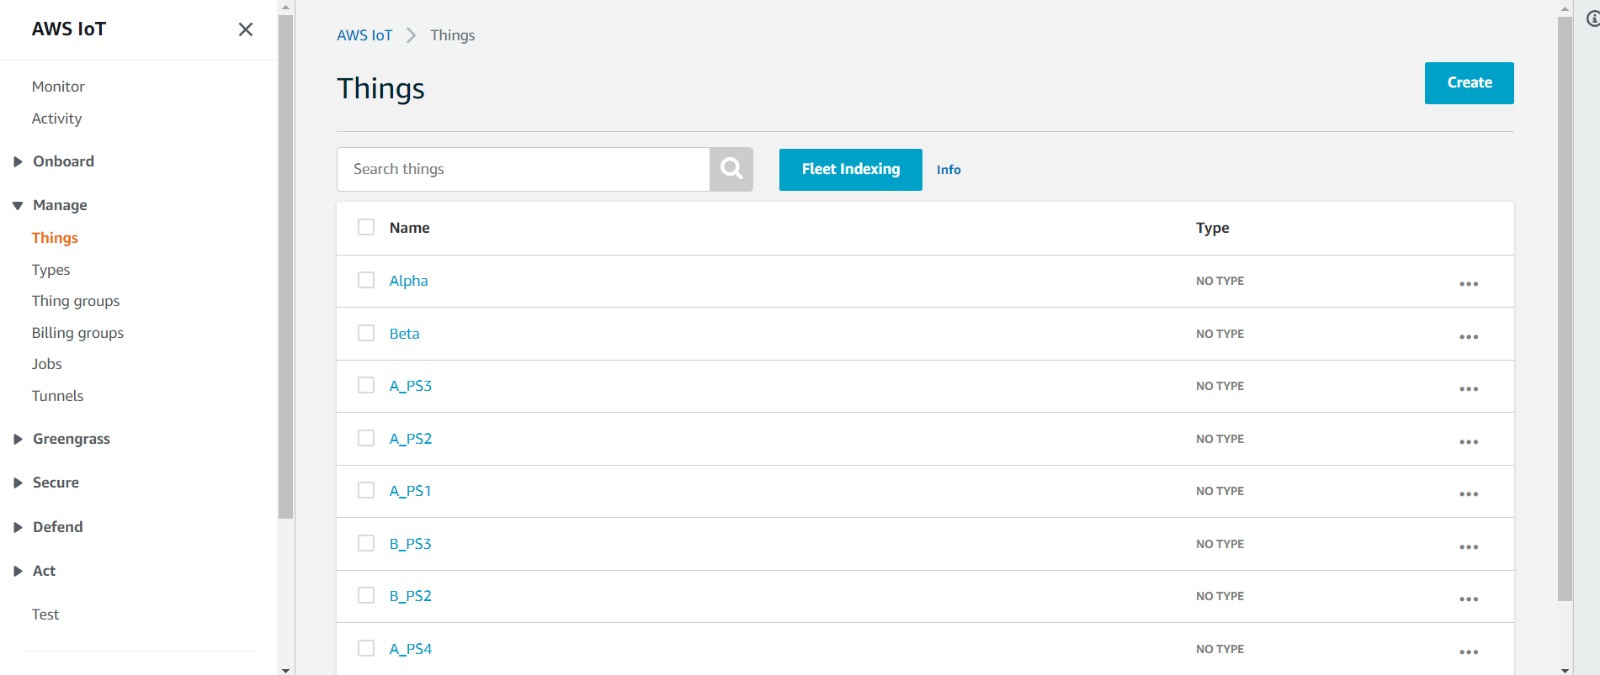 AWS IoT
Monitor
Activity
Onboard
Manage
Things
Types
Thing groups
Billing groups
Jobs
Tunnels
Greengrass
Secure
Defend
Act
Test
AWS IoT > Things
Things
Create
Search things
Fleet Indexing Info
Name Type
Alpha NO TYPE
Beta NO TYPE
A_PS3 NO TYPE
A_PS2 NO TYPE
A_PS1 NO TYPE
B_PS3 NO TYPE
B_PS2 NO TYPE
A_PS4 NO TYPE